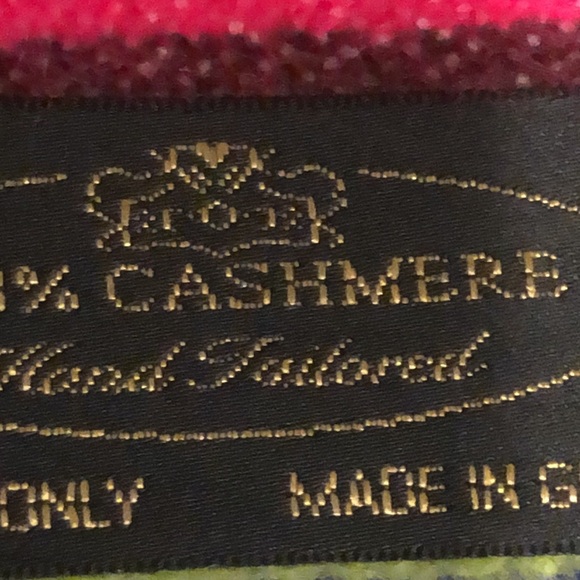 % CASHMERE
Hand Tailored
ONLY MADE IN G